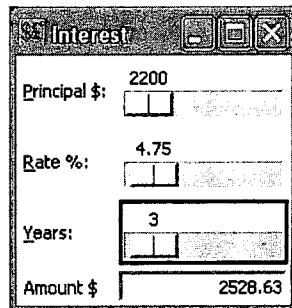 Interest
2200
Principal $:
4.75
Rate %:
3
Years:
Amount $ 2528.63